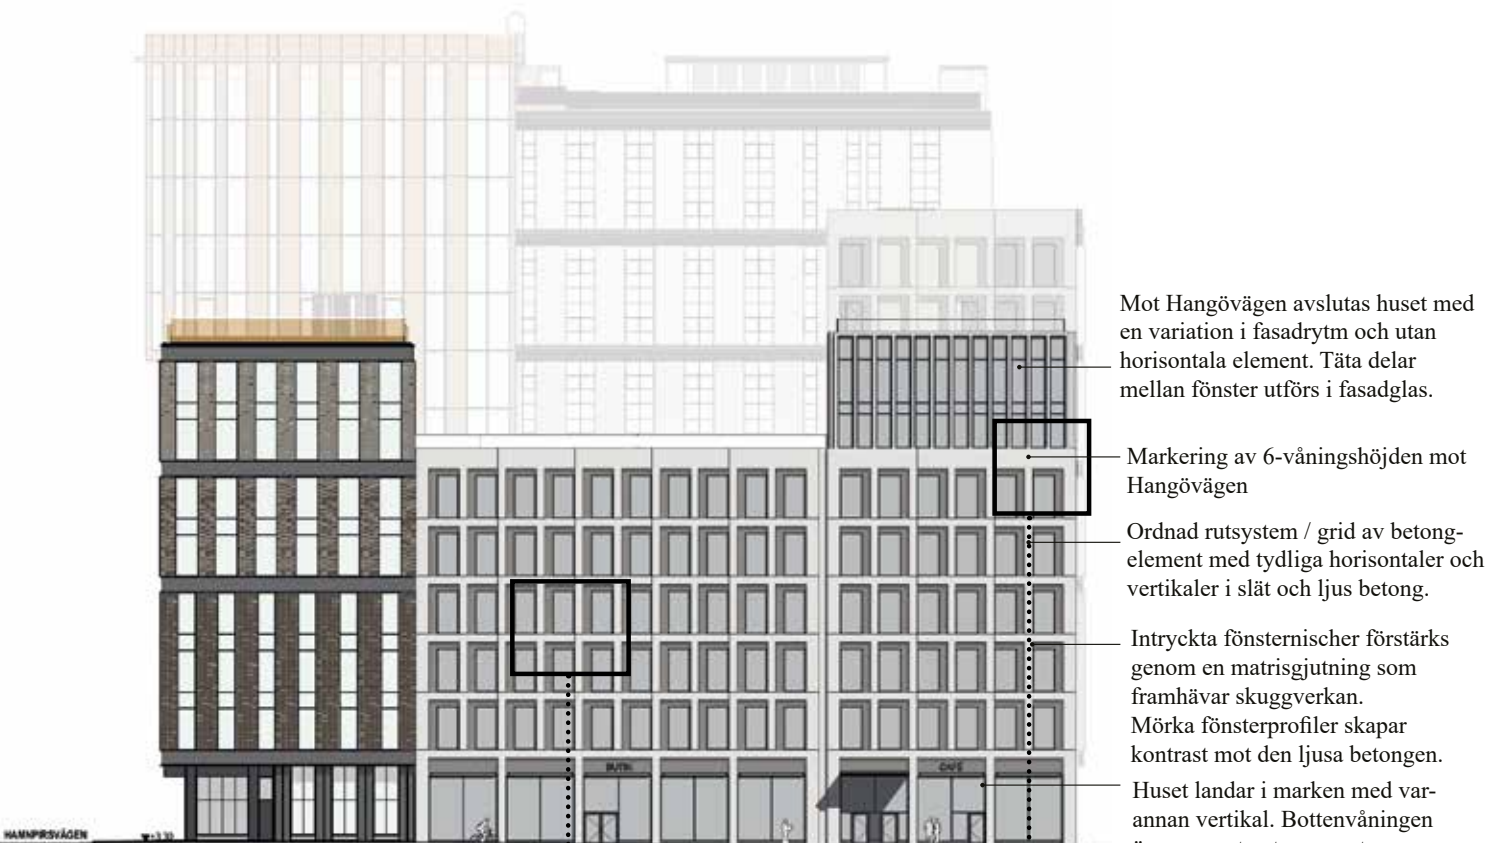 Mot Hangövägen avslutas huset med
en variation i fasadrytm och utan
horisontala element. Täta delar
mellan fönster utförs i fasadglas.
Markering av 6-våningshöjden mot
Hangövägen
Ordnad rutsystem / grid av betong-
element med tydliga horisontaler och
vertikaler i slät och ljus betong.
Intryckta fönsternischer förstärks
genom en matrisgjutning som
framhävar skuggverkan.
Mörka fönsterprofiler skapar
kontrast mot den ljusa betongen.
Huset landar i marken med var-
annan vertikal. Bottenvåningen
BUTIK
CAFÉ
HAMNPIRSVÄGEN
+3.30